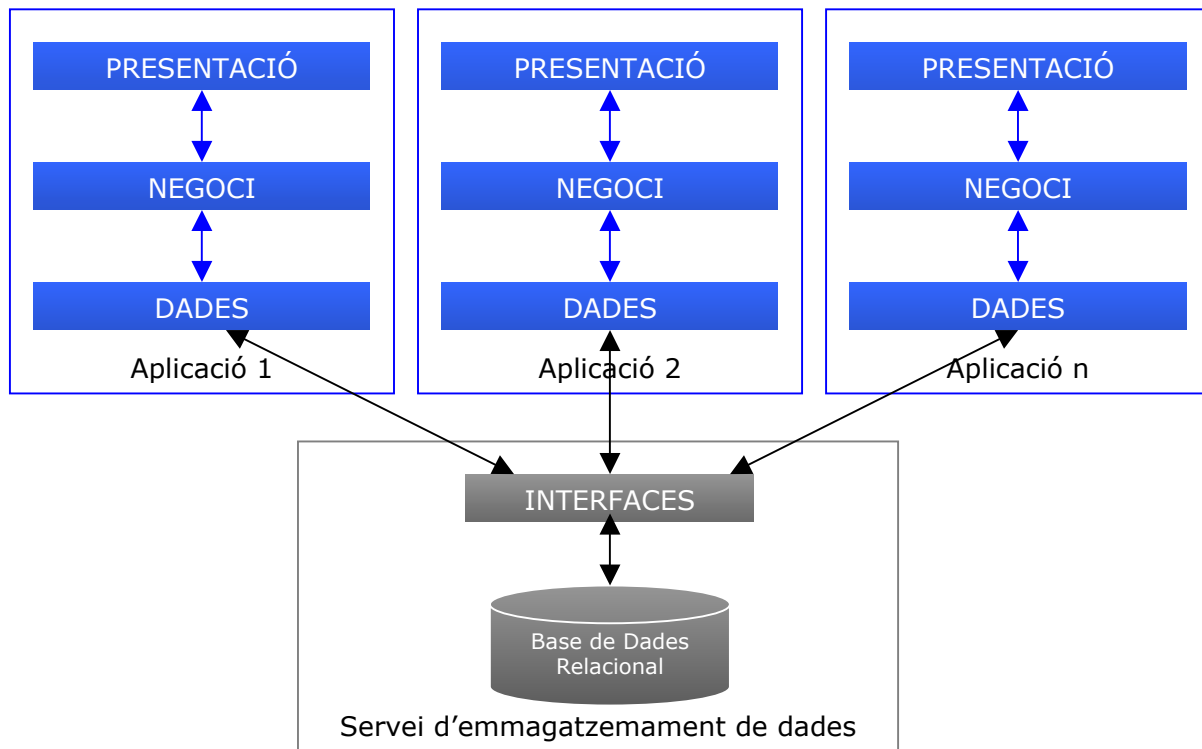 PRESENTACIÓ
NEGOCI
DADES
Aplicació 1
PRESENTACIÓ
NEGOCI
DADES
Aplicació 2
PRESENTACIÓ
NEGOCI
DADES
Aplicació n
INTERFACES
Base de Dades
Relacional
Servei d’emmagatzemament de dades